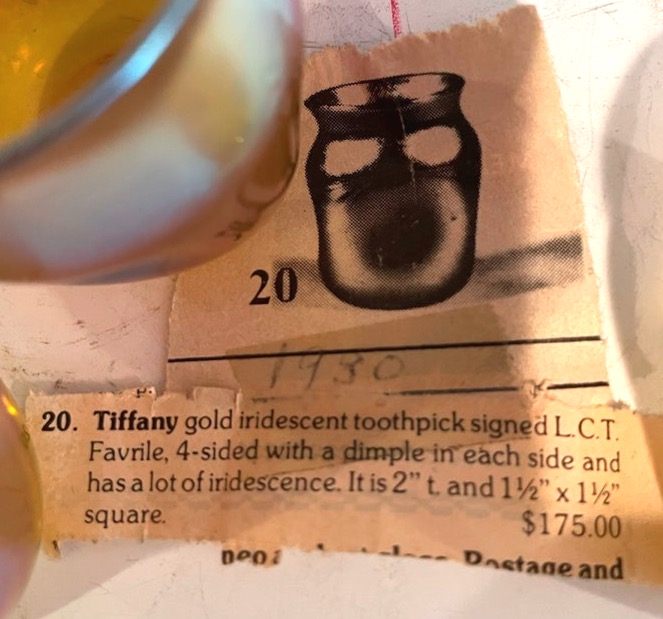 20
1930
20. Tiffany gold iridescent toothpick signed L.C.T.
Favrile, 4-sided with a dimple in each side and
has a lot of iridescence. It is 2” t. and 1½” x 1½”
square. $175.00
Postage and